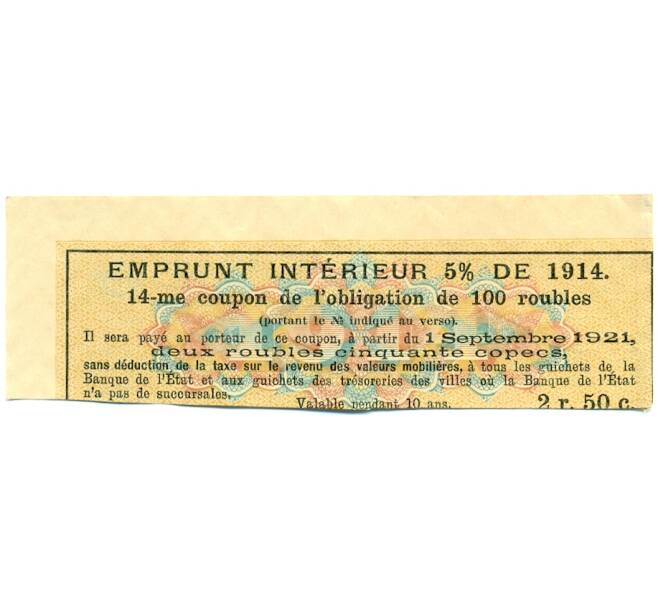 EMPRUNT INTÉRIEUR 5% DE 1914.
14-me coupon de l'obligation de 100 roubles
(portant le № indiqué au verso).
Il sera payé au porteur de ce coupon, à partir du 1 Septembre 1921,
deux roubles cinquante copecs,
sans déduction de la taxe sur le revenu des valeurs mobilières, à tous les guichets de la
Banque de l'État et aux guichets des trésoreries des villes où la Banque de l'État
n'a pas de succursales.
Valable pendant 10 ans. 2 r. 50 c.